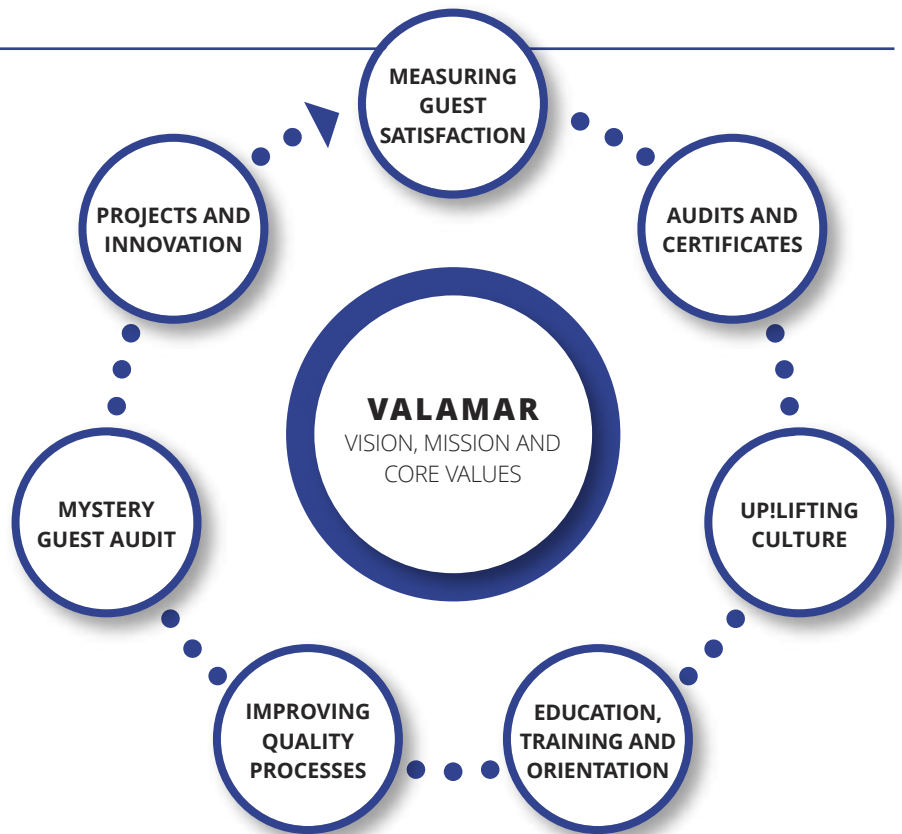 MEASURING
GUEST
SATISFACTION
AUDITS AND
CERTIFICATES
UP!LIFTING
CULTURE
EDUCATION,
TRAINING AND
ORIENTATION
IMPROVING
QUALITY
PROCESSES
MYSTERY
GUEST AUDIT
PROJECTS AND
INNOVATION
VALAMAR
VISION, MISSION AND
CORE VALUES